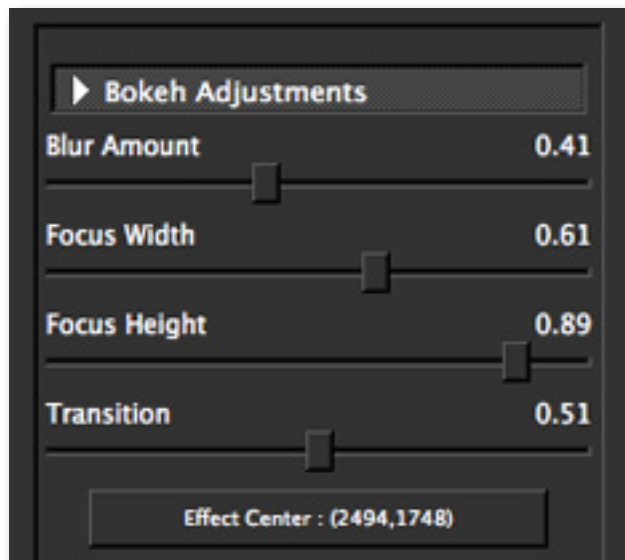 Bokeh Adjustments
Blur Amount 0.41
Focus Width 0.61
Focus Height 0.89
Transition 0.51
Effect Center : (2494,1748)